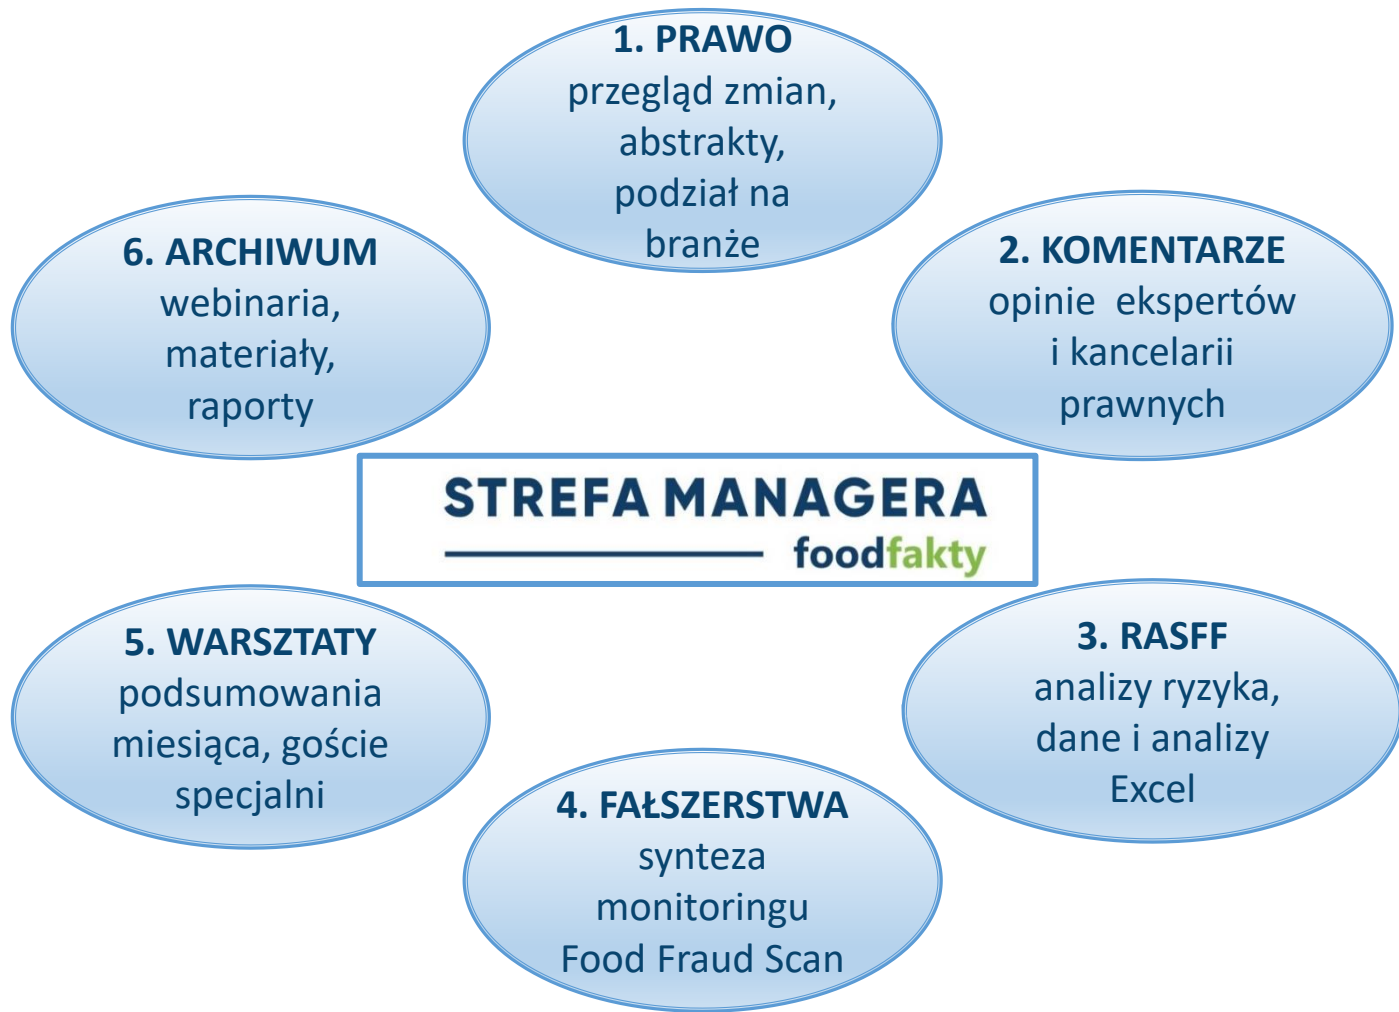 1. PRAWO
przegląd zmian,
abstrakty,
podział na
branże
2. KOMENTARZE
opinie  ekspertów
i kancelarii
prawnych
3. RASFF
analizy ryzyka,
dane i analizy
Excel
4. FAŁSZERSTWA
synteza
monitoringu
Food Fraud Scan
5. WARSZTATY
podsumowania
miesiąca, goście
specjalni
6. ARCHIWUM
webinaria,
materiały,
raporty
STREFA MANAGERA
foodfakty